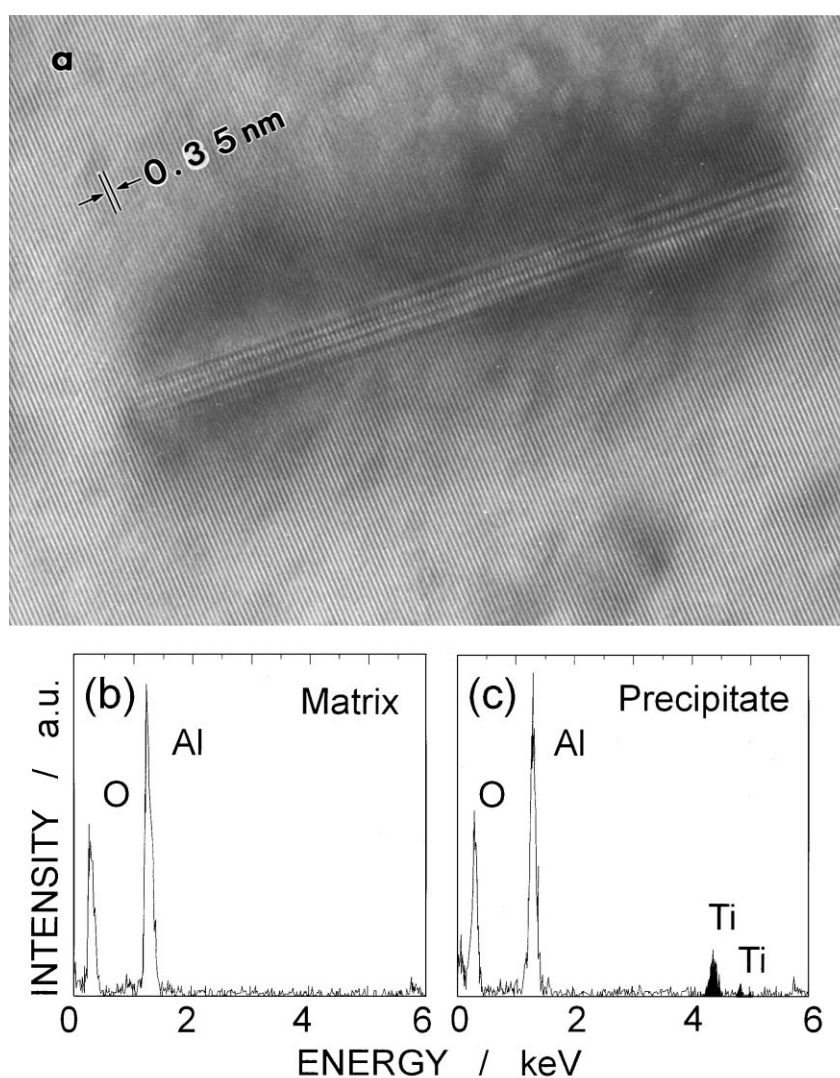 a
0.35 nm
(b) Matrix
Al
O
(c) Precipitate
Al
O
Ti
Ti
INTENSITY / a.u.
0 2 4 6
0 2 4 6
ENERGY / keV